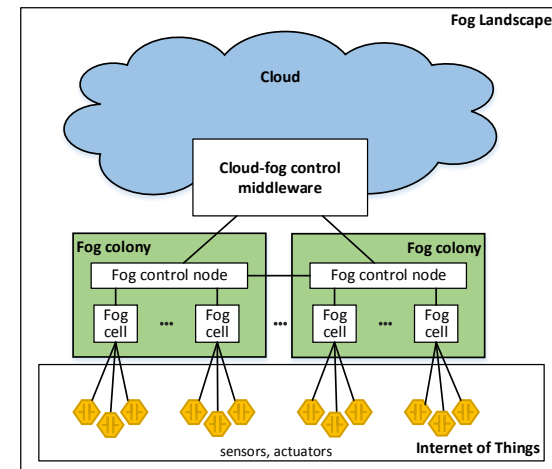 Fog Landscape
Cloud
Cloud-fog control
middleware
Fog colony
Fog colony
Fog control node
Fog control node
Fog
cell
...
Fog
cell
...
Fog
cell
...
Fog
cell
sensors, actuators
Internet of Things